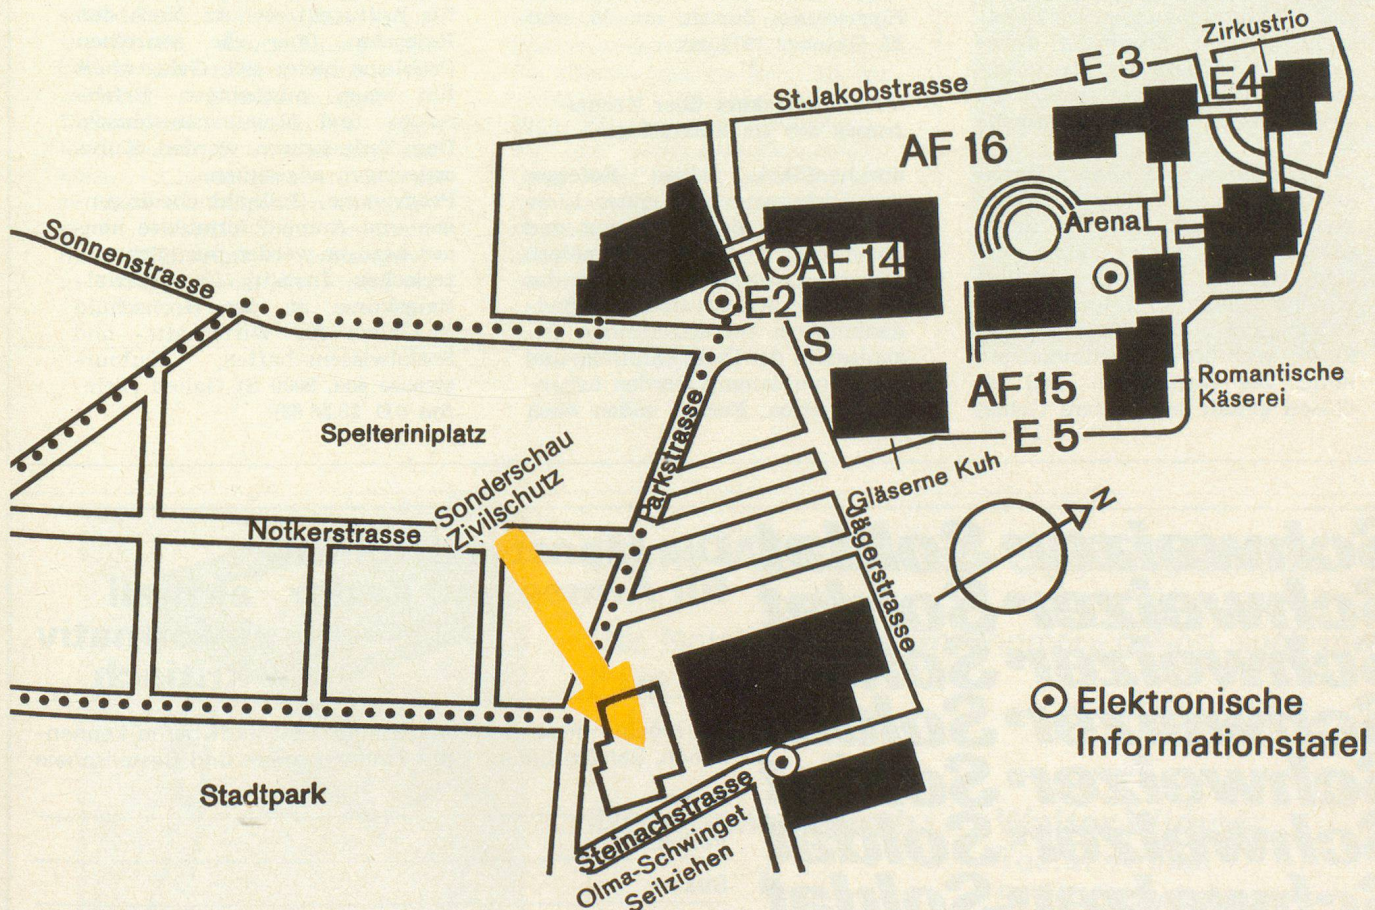 Zirkustrio
E 3
E4
St.Jakobstrasse
AF 16
Arena
Sonnenstrasse
AF 14
E2
S
Romantische
Käserei
AF 15
E 5
Spelteriniplatz
Parkstrasse
Sonderschau
Zivilschutz
Gläserne Kuh
N
Notkerstrasse
Jägerstrasse
Elektronische
Informationstafel
Stadtpark
Steinachstrasse
Olma-Schwinget
Seilziehen